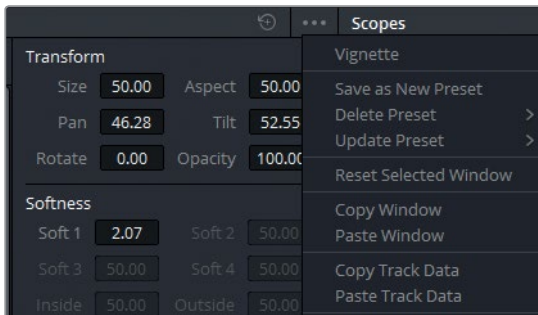 Scopes
Transform
Size 50.00 Aspect 50.00
Pan 46.28 Tilt 52.55
Rotate 0.00 Opacity 100.00
Softness
Soft 1 2.07 Soft 2 50.00
Soft 3 50.00 Soft 4 50.00
Inside 50.00 Outside 50.00
Vignette
Save as New Preset
Delete Preset
Update Preset
Reset Selected Window
Copy Window
Paste Window
Copy Track Data
Paste Track Data